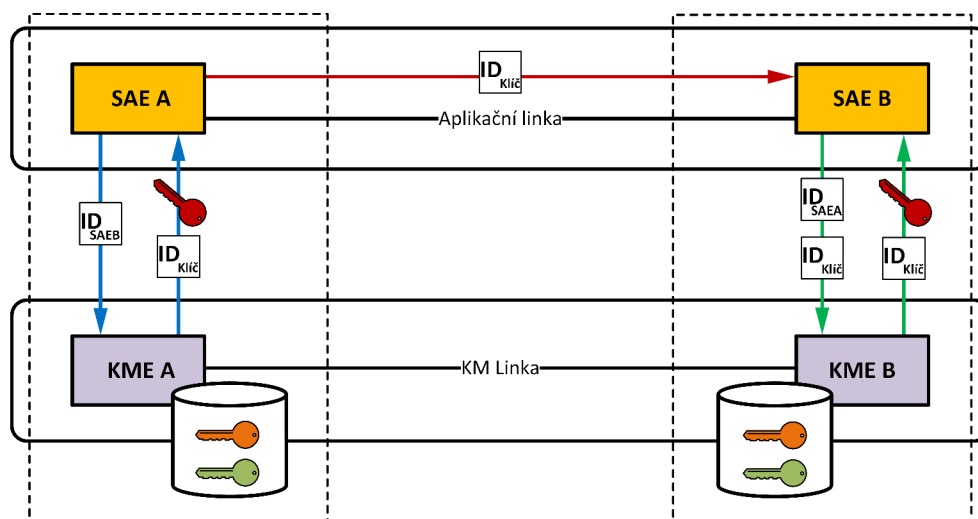 ID
Klíč
SAE A
SAE B
Aplikační linka
ID
SAEB
ID
Klíč
ID
SAEA
ID
Klíč
ID
Klíč
KME A
KM Linka
KME B